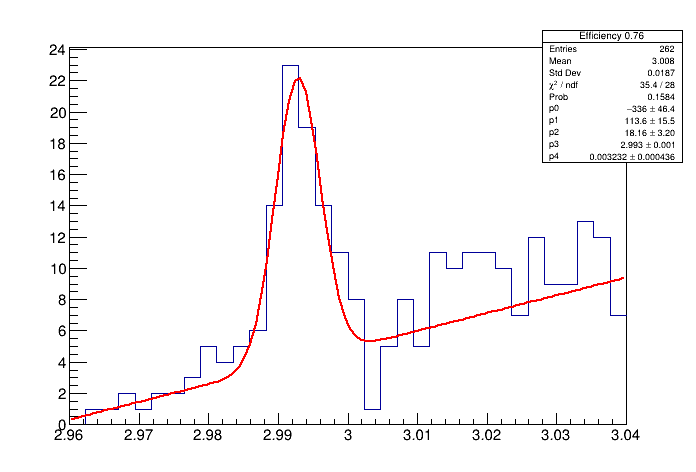 Efficiency 0.76
Entries 262
Mean 3.008
Std Dev 0.0187
χ² / ndf 35.4 / 28
Prob 0.1584
p0 −336 ± 46.4
p1 113.6 ± 15.5
p2 18.16 ± 3.20
p3 2.993 ± 0.001
p4 0.003232 ± 0.000436
24
22
20
18
16
14
12
10
8
6
4
2
0
2.96 2.97 2.98 2.99 3 3.01 3.02 3.03 3.04